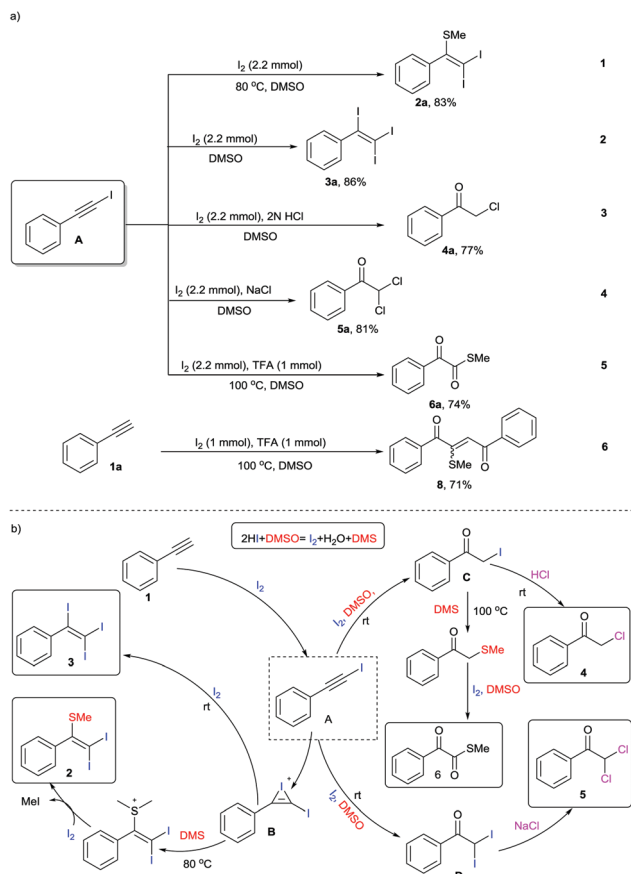 a)
SMe
I
I
I₂ (2.2 mmol)
80 °C, DMSO
2a, 83%
1
I₂ (2.2 mmol)
DMSO
I
I
I
3a, 86%
2
I
A
I₂ (2.2 mmol), 2N HCl
DMSO
O
Cl
4a, 77%
3
I₂ (2.2 mmol), NaCl
DMSO
O
Cl
Cl
5a, 81%
4
I₂ (2.2 mmol), TFA (1 mmol)
100 °C, DMSO
O
SMe
O
6a, 74%
5
1a
I₂ (1 mmol), TFA (1 mmol)
100 °C, DMSO
O
SMe
O
8, 71%
6
b)
2HI+DMSO= I₂+H₂O+DMS
1
I₂
I₂, DMSO,
rt
O
I
C
HCl
rt
DMS
100 °C
O
Cl
4
I
I
I
3
I₂
rt
I
A
O
SMe
I₂, DMSO
O
SMe
6
O
SMe
I
I
2
MeI
I₂
S
+
I
I
DMS
80 °C
I
+
I
B
I₂, DMSO
rt
O
I
I
NaCl
O
Cl
Cl
5